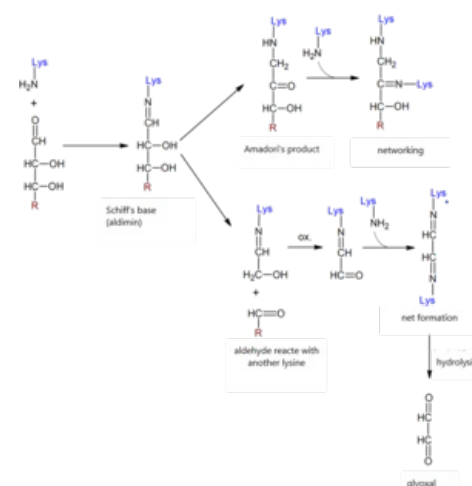 Lys
H2N
+
O
CH
HC—OH
HC—OH
R
Lys
N
CH
HC—OH
HC—OH
R
Schiff's base
(aldimin)
Lys
HN
CH2
C=O
HC—OH
R
Amadori's product
Lys
H2N
Lys
HN
CH2
C=N—Lys
HC—OH
R
networking
Lys
N
CH
H2C—OH
+
HC=O
R
aldehyde reacte with
another lysine
ox.
Lys
N
CH
HC=O
Lys
NH2
Lys
N
HC
HC
N
Lys
net formation
hydrolysi
O
HC
HC
O
glyoxal